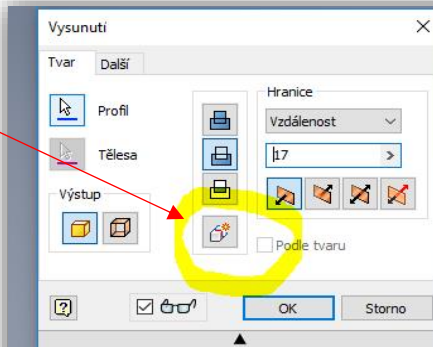 Vysunutí
Tvar Další
Profil
Tělesa
Výstup
Hranice
Vzdálenost
17
Podle tvaru
OK Storno